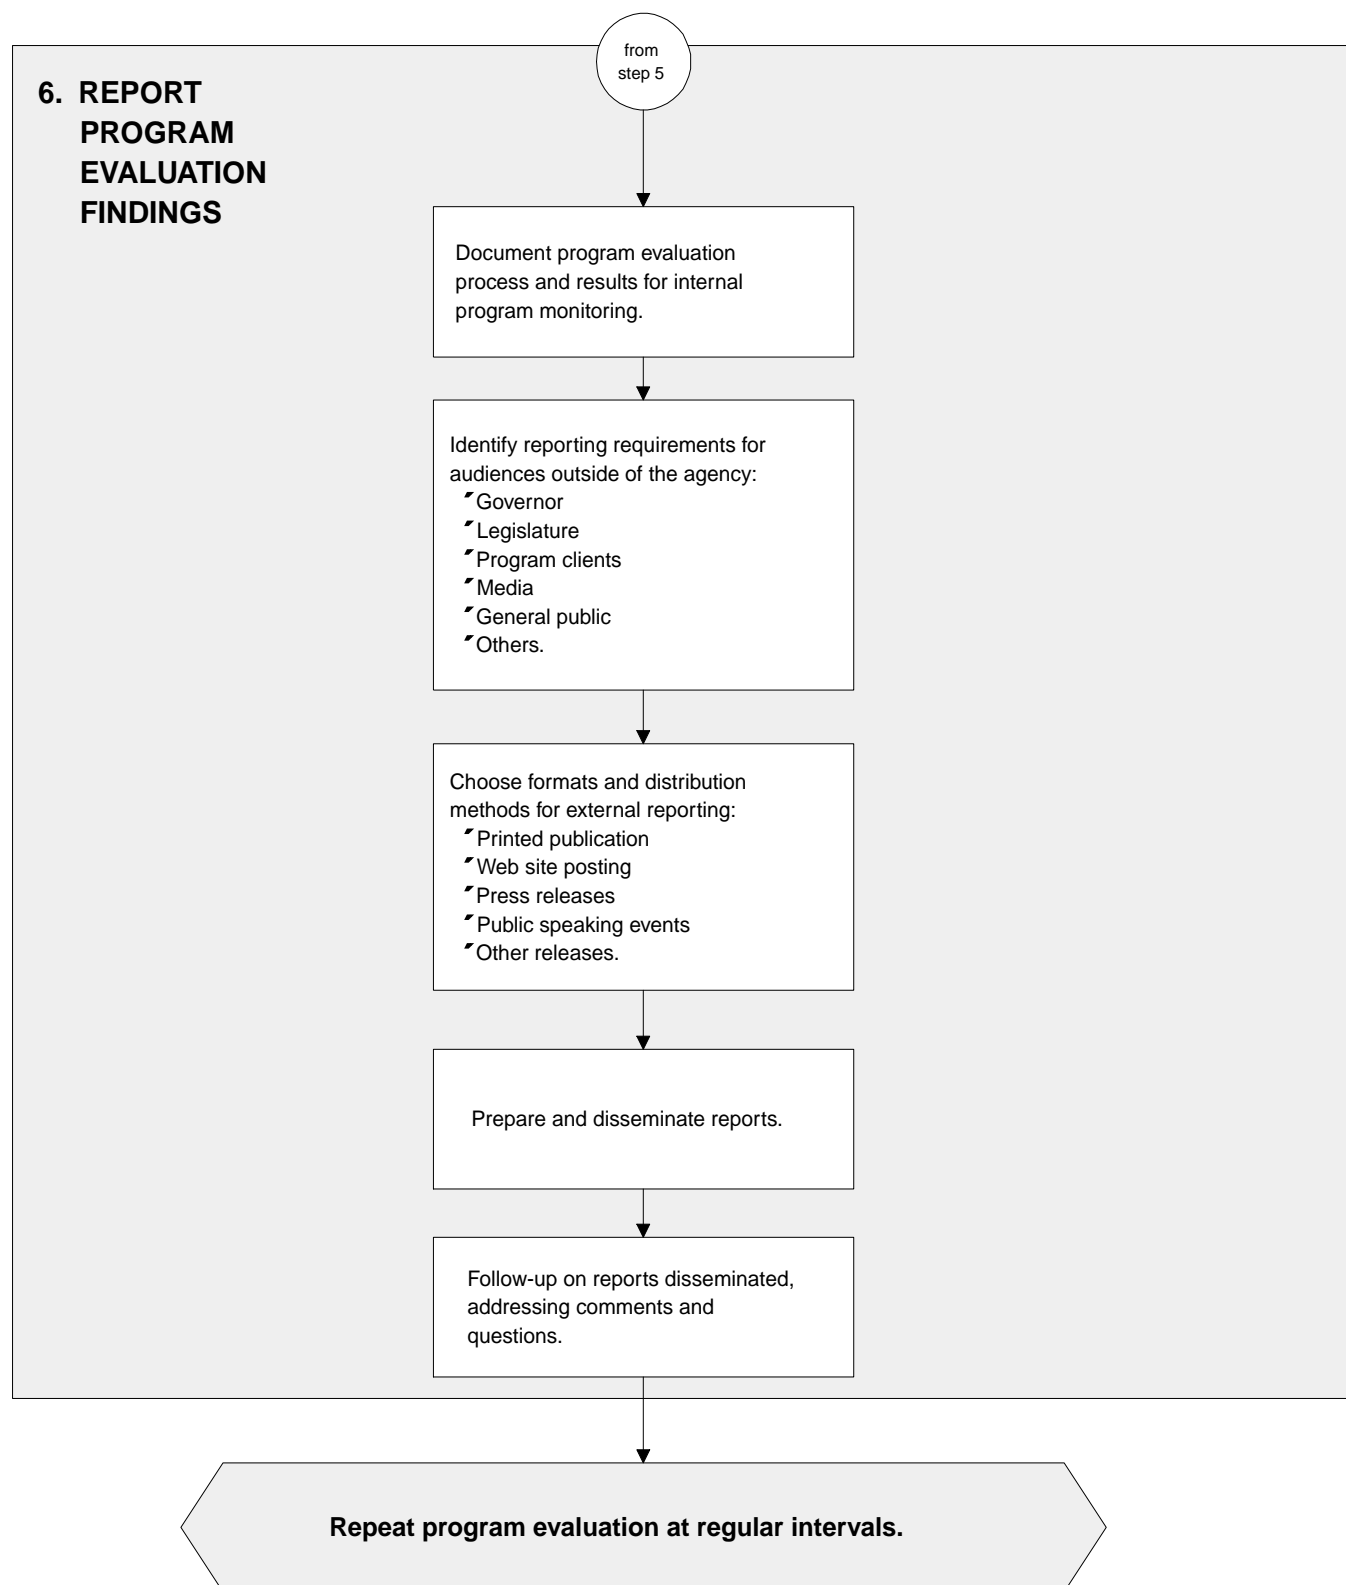 from
step 5
6. REPORT
PROGRAM
EVALUATION
FINDINGS
Document program evaluation
process and results for internal
program monitoring.
Identify reporting requirements for
audiences outside of the agency:
Governor
Legislature
Program clients
Media
General public
Others.
Choose formats and distribution
methods for external reporting:
Printed publication
Web site posting
Press releases
Public speaking events
Other releases.
Prepare and disseminate reports.
Follow-up on reports disseminated,
addressing comments and
questions.
Repeat program evaluation at regular intervals.